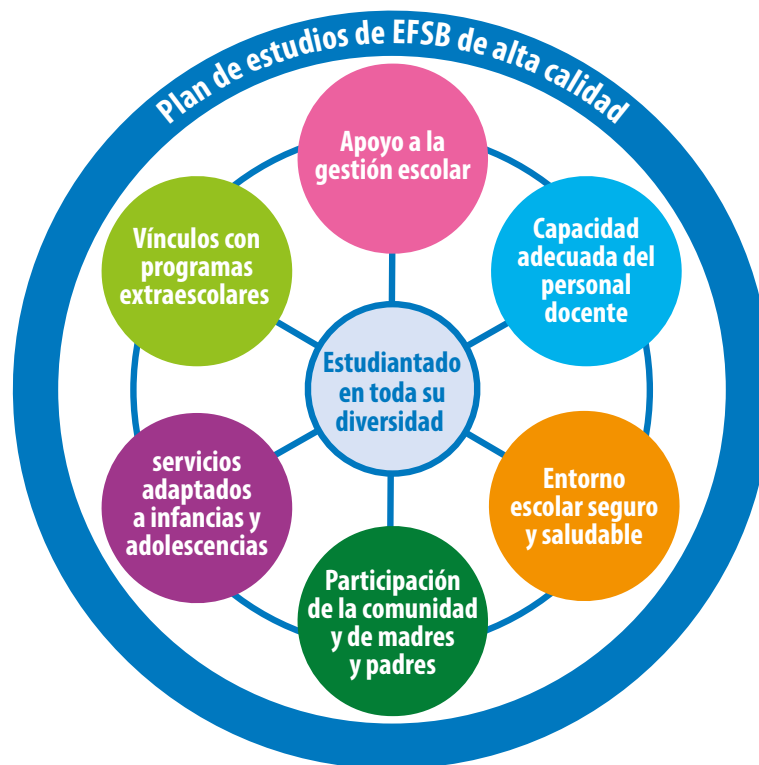 Plan de estudios de EFSB de alta calidad
Apoyo a la
gestión escolar
Capacidad
adecuada del
personal
docente
Entorno
escolar seguro
y saludable
Participación
de la comunidad
y de madres
y padres
servicios
adaptados
a infancias y
adolescencias
Vínculos con
programas
extraescolares
Estudiantado
en toda su
diversidad